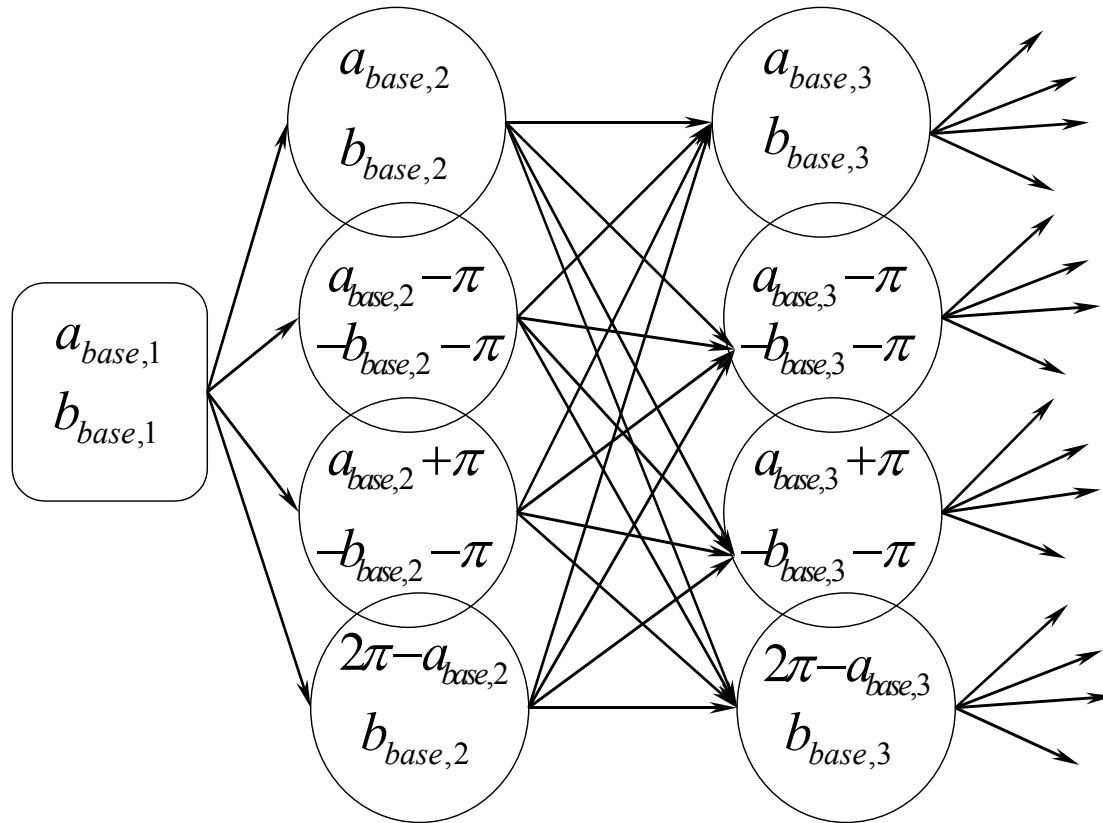 a_{base,1}
b_{base,1}
a_{base,2}
b_{base,2}
a_{base,2} −π
−b_{base,2} −π
a_{base,2} +π
−b_{base,2} −π
2π−a_{base,2}
b_{base,2}
a_{base,3}
b_{base,3}
a_{base,3} −π
−b_{base,3} −π
a_{base,3} +π
−b_{base,3} −π
2π−a_{base,3}
b_{base,3}